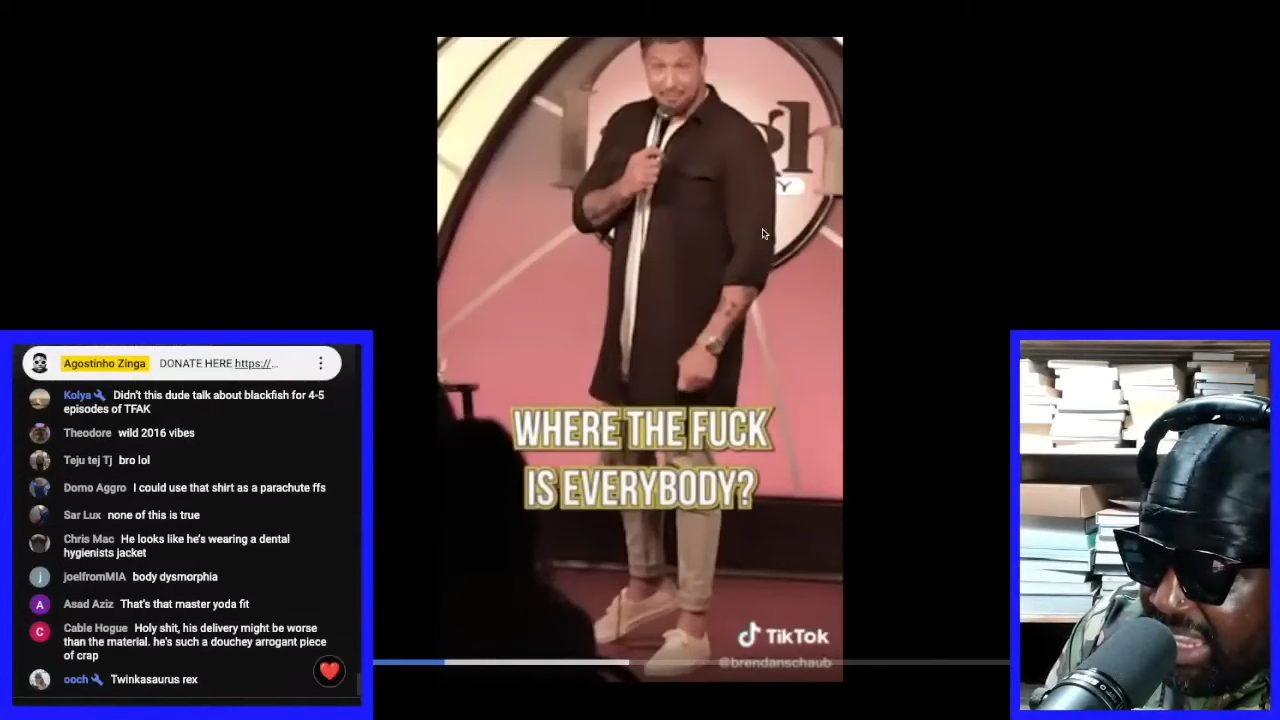 gh
Y
WHERE THE FUCK
IS EVERYBODY?
TikTok
@brendanschaub
Agostinho Zinga DONATE HERE https://...
Kolya Didn't this dude talk about blackfish for 4-5
episodes of TFAK
Theodore wild 2016 vibes
Teju tej Tj bro lol
Domo Aggro I could use that shirt as a parachute ffs
Sar Lux none of this is true
Chris Mac He looks like he's wearing a dental
hygienists jacket
j joelfromMIA body dysmorphia
A Asad Aziz That's that master yoda fit
C Cable Hogue Holy shit, his delivery might be worse
than the material. he's such a douchey arrogant piece
of crap
ooch Twinkasaurus rex